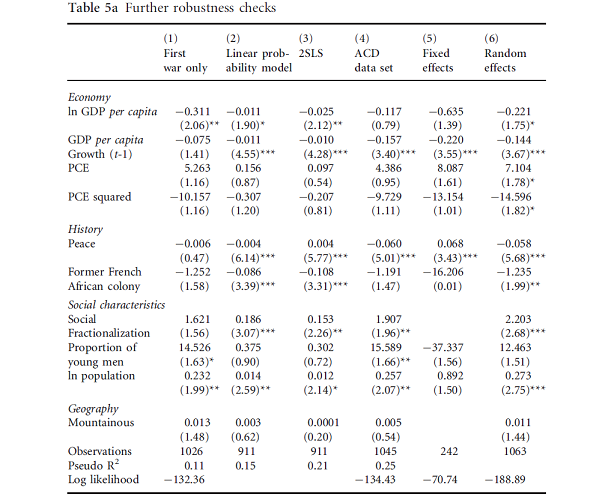 Table 5a Further robustness checks
(1) (2) (3) (4) (5) (6)
First Linear prob- 2SLS ACD Fixed Random
war only ability model data set effects effects
Economy
ln GDP per capita −0.311 −0.011 −0.025 −0.117 −0.635 −0.221
(2.06)** (1.90)* (2.12)** (0.79) (1.39) (1.75)*
GDP per capita −0.075 −0.011 −0.010 −0.157 −0.220 −0.144
Growth (t-1) (1.41) (4.55)*** (4.28)*** (3.40)*** (3.55)*** (3.67)***
PCE 5.263 0.156 0.097 4.386 8.087 7.104
(1.16) (0.87) (0.54) (0.95) (1.61) (1.78)*
PCE squared −10.157 −0.307 −0.207 −9.729 −13.154 −14.596
(1.16) (1.20) (0.81) (1.11) (1.01) (1.82)*
History
Peace −0.006 −0.004 0.004 −0.060 0.068 −0.058
(0.47) (6.14)*** (5.77)*** (5.01)*** (3.43)*** (5.68)***
Former French −1.252 −0.086 −0.108 −1.191 −16.206 −1.235
African colony (1.58) (3.39)*** (3.31)*** (1.47) (0.01) (1.99)**
Social characteristics
Social 1.621 0.186 0.153 1.907 2.203
Fractionalization (1.56) (3.07)*** (2.26)** (1.96)** (2.68)***
Proportion of 14.526 0.375 0.302 15.589 −37.337 12.463
young men (1.63)* (0.90) (0.72) (1.66)** (1.56) (1.51)
ln population 0.232 0.014 0.012 0.257 0.892 0.273
(1.99)** (2.59)** (2.14)* (2.07)** (1.50) (2.75)***
Geography
Mountainous 0.013 0.003 0.0001 0.005 0.011
(1.48) (0.62) (0.20) (0.54) (1.44)
Observations 1026 911 911 1045 242 1063
Pseudo R² 0.11 0.15 0.21 0.25
Log likelihood −132.36 −134.43 −70.74 −188.89